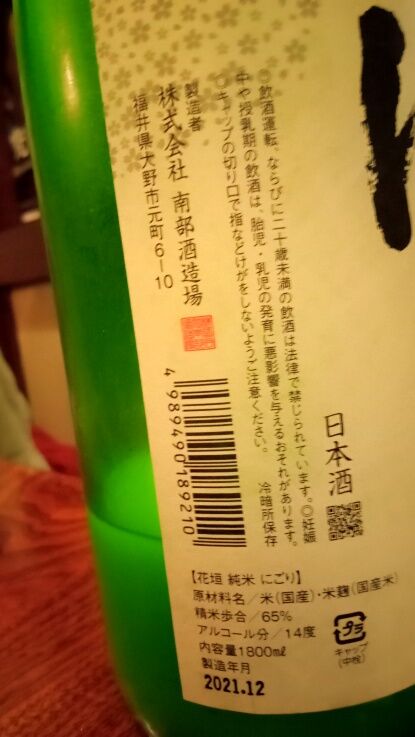 に
◎飲酒運転、ならびに二十歳未満の飲酒は法律で禁じられています。◎妊娠
中や授乳期の飲酒は、胎児・乳児の発育に悪影響を与えるおそれがあります。
◎キャップの切り口で指などけがをしないようご注意ください。 冷暗所保存
製造者
株式会社 南部酒造場
福井県大野市元町6-10
4989490189210
日本酒
【花垣 純米 にごり】
原材料名/米(国産)・米麹(国産米)
精米歩合/65%
アルコール分/14度
内容量1800mℓ
製造年月
2021.12
プラ
キャップ
(中栓)